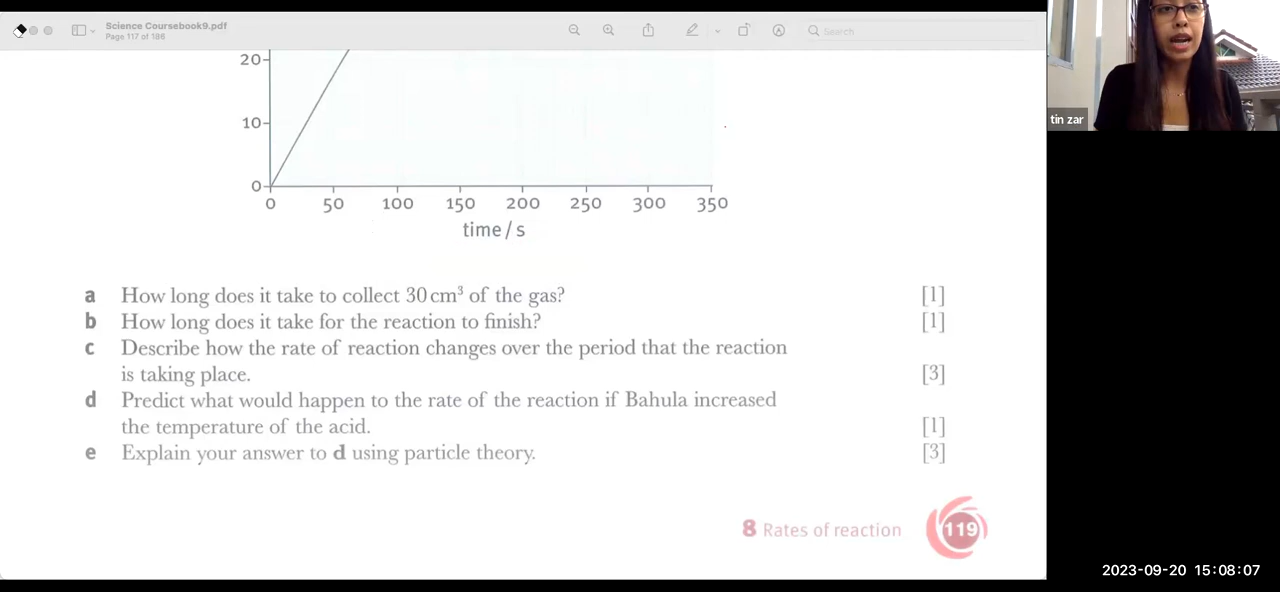 Science Coursebook9.pdf
Page 117 of 186
Search
tin zar
20
10
0
0 50 100 150 200 250 300 350
time / s
a How long does it take to collect 30 cm³ of the gas? [1]
b How long does it take for the reaction to finish? [1]
c Describe how the rate of reaction changes over the period that the reaction
is taking place. [3]
d Predict what would happen to the rate of the reaction if Bahula increased
the temperature of the acid. [1]
e Explain your answer to d using particle theory. [3]
8 Rates of reaction 119
2023-09-20 15:08:07